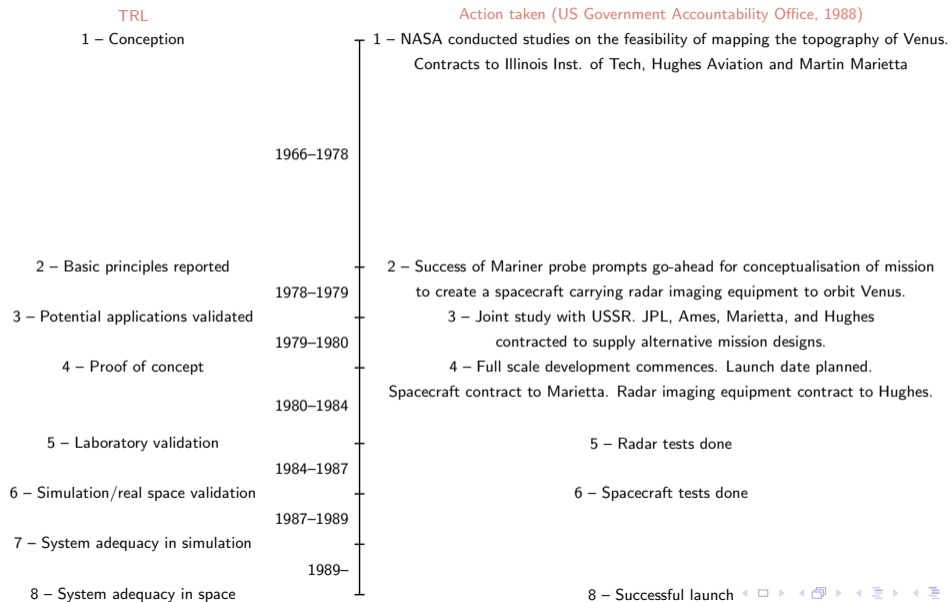 TRL
Action taken (US Government Accountability Office, 1988)
1 – Conception
1 – NASA conducted studies on the feasibility of mapping the topography of Venus.
Contracts to Illinois Inst. of Tech, Hughes Aviation and Martin Marietta
1966–1978
2 – Basic principles reported
2 – Success of Mariner probe prompts go-ahead for conceptualisation of mission
to create a spacecraft carrying radar imaging equipment to orbit Venus.
1978–1979
3 – Potential applications validated
3 – Joint study with USSR. JPL, Ames, Marietta, and Hughes
contracted to supply alternative mission designs.
1979–1980
4 – Proof of concept
4 – Full scale development commences. Launch date planned.
Spacecraft contract to Marietta. Radar imaging equipment contract to Hughes.
1980–1984
5 – Laboratory validation
5 – Radar tests done
1984–1987
6 – Simulation/real space validation
6 – Spacecraft tests done
1987–1989
7 – System adequacy in simulation
1989–
8 – System adequacy in space
8 – Successful launch